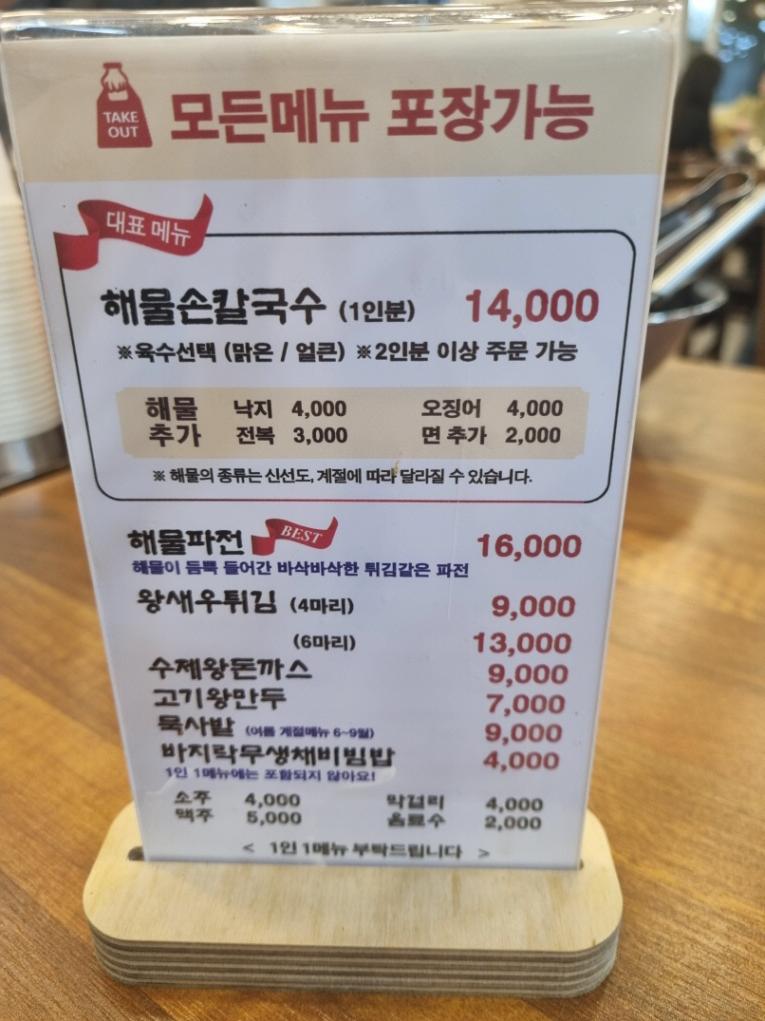 TAKE
OUT
모든메뉴 포장가능
대표 메뉴
해물손칼국수 (1인분) 14,000
※육수선택 (맑은 / 얼큰) ※2인분 이상 주문 가능
해물 낙지 4,000 오징어 4,000
추가 전복 3,000 면 추가 2,000
※ 해물의 종류는 신선도, 계절에 따라 달라질 수 있습니다.
해물파전 BEST 16,000
해물이 듬뿍 들어간 바삭바삭한 튀김같은 파전
왕새우튀김 (4마리) 9,000
(6마리) 13,000
수제왕돈까스 9,000
고기왕만두 7,000
묵사발 (여름 계절메뉴 6~9월) 9,000
바지락무생채비빔밥 4,000
1인 1메뉴에는 포함되지 않아요!
소주 4,000 막걸리 4,000
맥주 5,000 음료수 2,000
< 1인 1메뉴 부탁드립니다 >